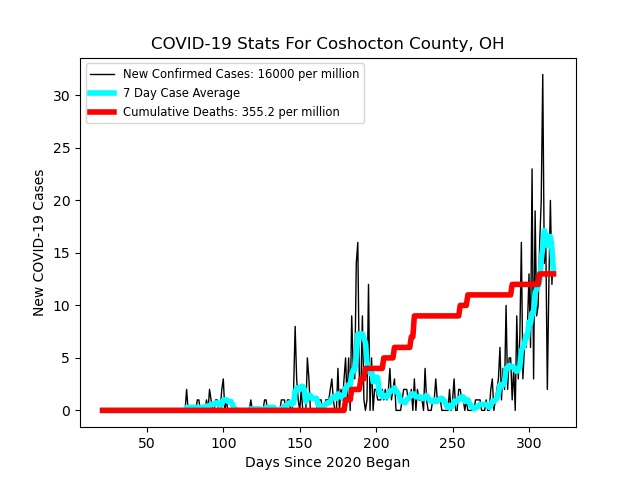 COVID-19 Stats For Coshocton County, OH
New Confirmed Cases: 16000 per million
7 Day Case Average
Cumulative Deaths: 355.2 per million
New COVID-19 Cases
30
25
20
15
10
5
0
50 100 150 200 250 300
Days Since 2020 Began